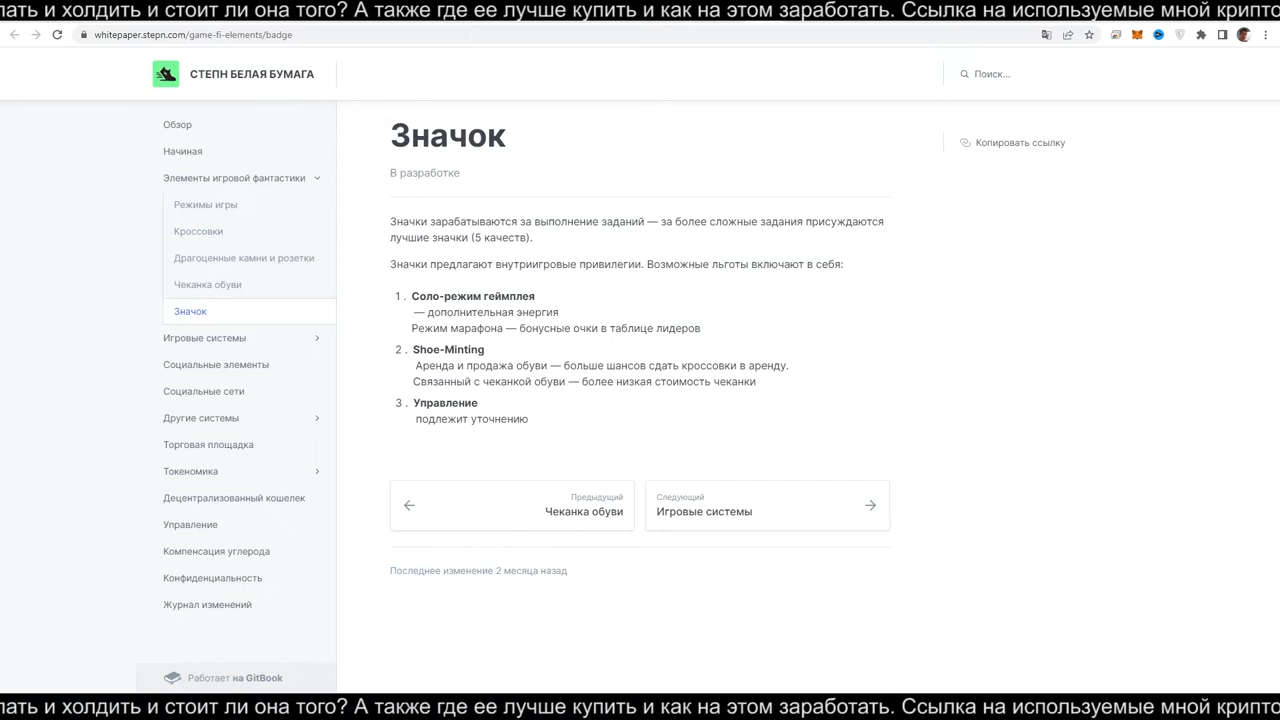 пать и холдить и стоит ли она того? А также где ее лучше купить и как на этом заработать. Ссылка на используемые мной крипто
whitepaper.stepn.com/game-fi-elements/badge
СТЕПН БЕЛАЯ БУМАГА
Поиск...
Обзор
Начиная
Элементы игровой фантастики
Режимы игры
Кроссовки
Драгоценные камни и розетки
Чеканка обуви
Значок
Игровые системы
Социальные элементы
Социальные сети
Другие системы
Торговая площадка
Токеномика
Децентрализованный кошелек
Управление
Компенсация углерода
Конфиденциальность
Журнал изменений
Работает на GitBook
Значок
Копировать ссылку
В разработке
Значки зарабатываются за выполнение заданий — за более сложные задания присуждаются
лучшие значки (5 качеств).
Значки предлагают внутриигровые привилегии. Возможные льготы включают в себя:
1. Соло-режим геймплея
— дополнительная энергия
Режим марафона — бонусные очки в таблице лидеров
2. Shoe-Minting
Аренда и продажа обуви — больше шансов сдать кроссовки в аренду.
Связанный с чеканкой обуви — более низкая стоимость чеканки
3. Управление
подлежит уточнению
Предыдущий
Чеканка обуви
Следующий
Игровые системы
Последнее изменение 2 месяца назад
пать и холдить и стоит ли она того? А также где ее лучше купить и как на этом заработать. Ссылка на используемые мной крипто